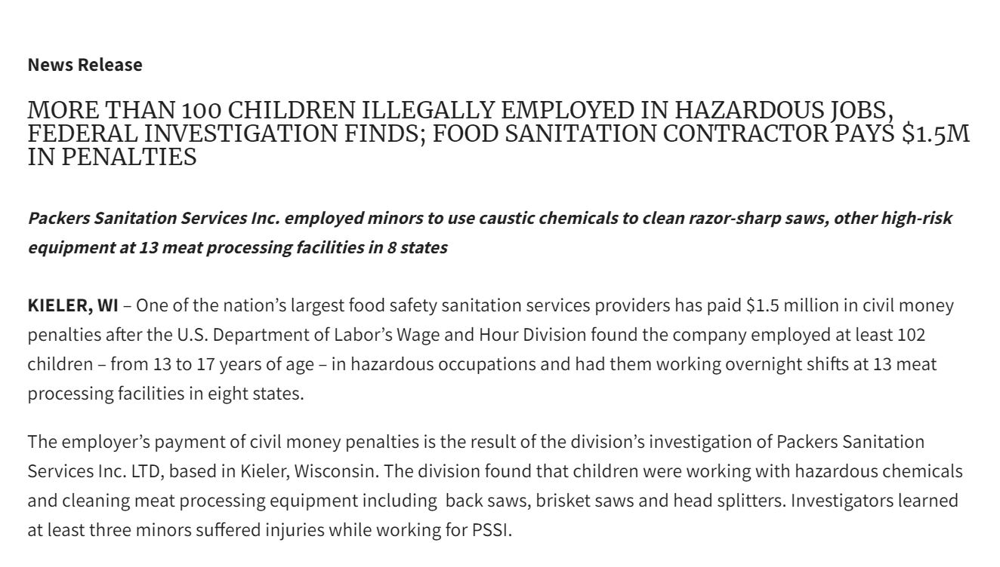 News Release
MORE THAN 100 CHILDREN ILLEGALLY EMPLOYED IN HAZARDOUS JOBS,
FEDERAL INVESTIGATION FINDS; FOOD SANITATION CONTRACTOR PAYS $1.5M
IN PENALTIES
Packers Sanitation Services Inc. employed minors to use caustic chemicals to clean razor-sharp saws, other high-risk
equipment at 13 meat processing facilities in 8 states
KIELER, WI – One of the nation’s largest food safety sanitation services providers has paid $1.5 million in civil money
penalties after the U.S. Department of Labor’s Wage and Hour Division found the company employed at least 102
children – from 13 to 17 years of age – in hazardous occupations and had them working overnight shifts at 13 meat
processing facilities in eight states.
The employer’s payment of civil money penalties is the result of the division’s investigation of Packers Sanitation
Services Inc. LTD, based in Kieler, Wisconsin. The division found that children were working with hazardous chemicals
and cleaning meat processing equipment including  back saws, brisket saws and head splitters. Investigators learned
at least three minors suffered injuries while working for PSSI.